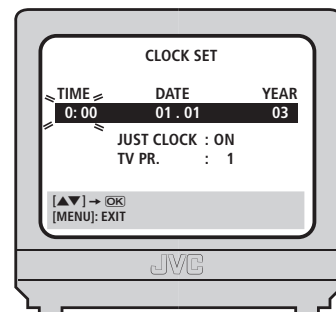 CLOCK SET
TIME DATE YEAR
0: 00 01 . 01 03
JUST CLOCK : ON
TV PR. : 1
[▲▼] → OK
[MENU]: EXIT
JVC